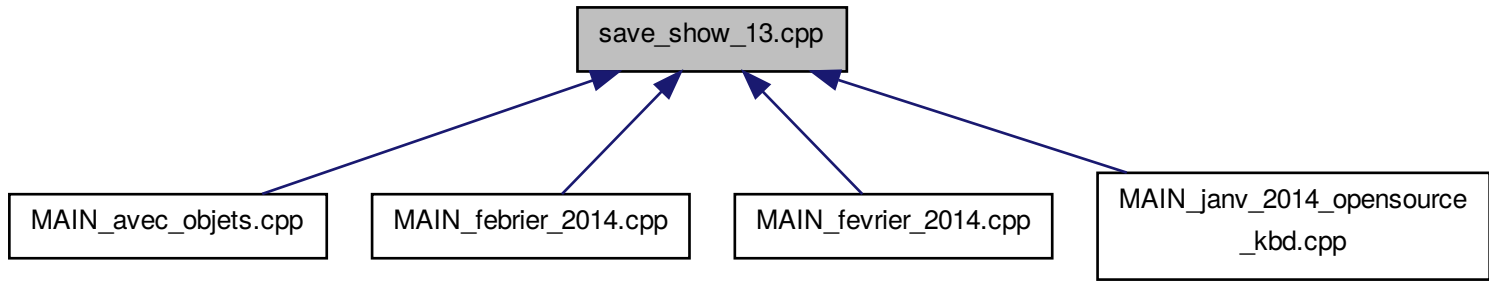 save_show_13.cpp
MAIN_avec_objets.cpp
MAIN_febrier_2014.cpp
MAIN_fevrier_2014.cpp
MAIN_janv_2014_opensource
_kbd.cpp